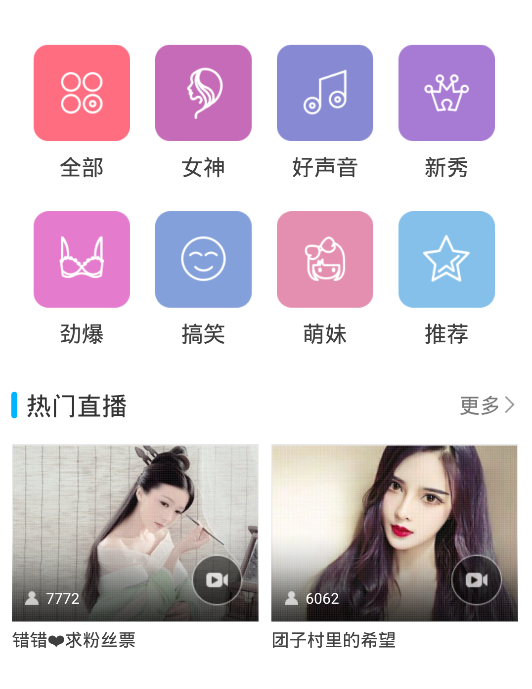 全部 女神 好声音 新秀
劲爆 搞笑 萌妹 推荐
热门直播 更多
7772 6062
错错❤求粉丝票 团子村里的希望